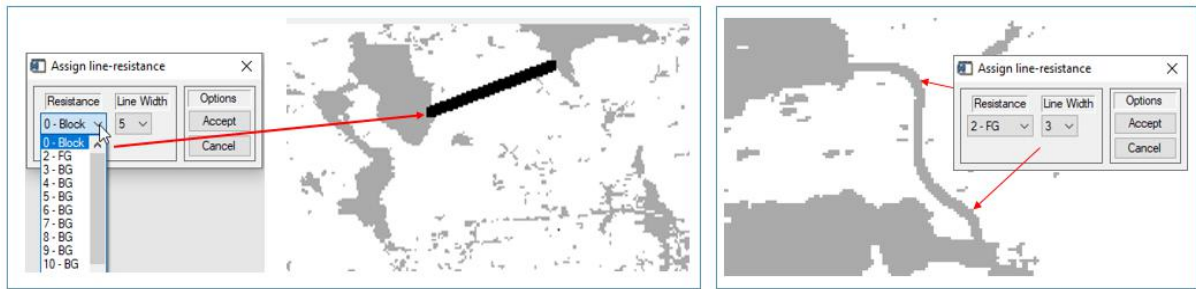 Assign line-resistance
Resistance Line Width Options
0 - Block 5 Accept
Cancel
0 - Block
2 - FG
3 - BG
4 - BG
5 - BG
6 - BG
7 - BG
8 - BG
9 - BG
10 - BG
Assign line-resistance
Resistance Line Width Options
2 - FG 3 Accept
Cancel